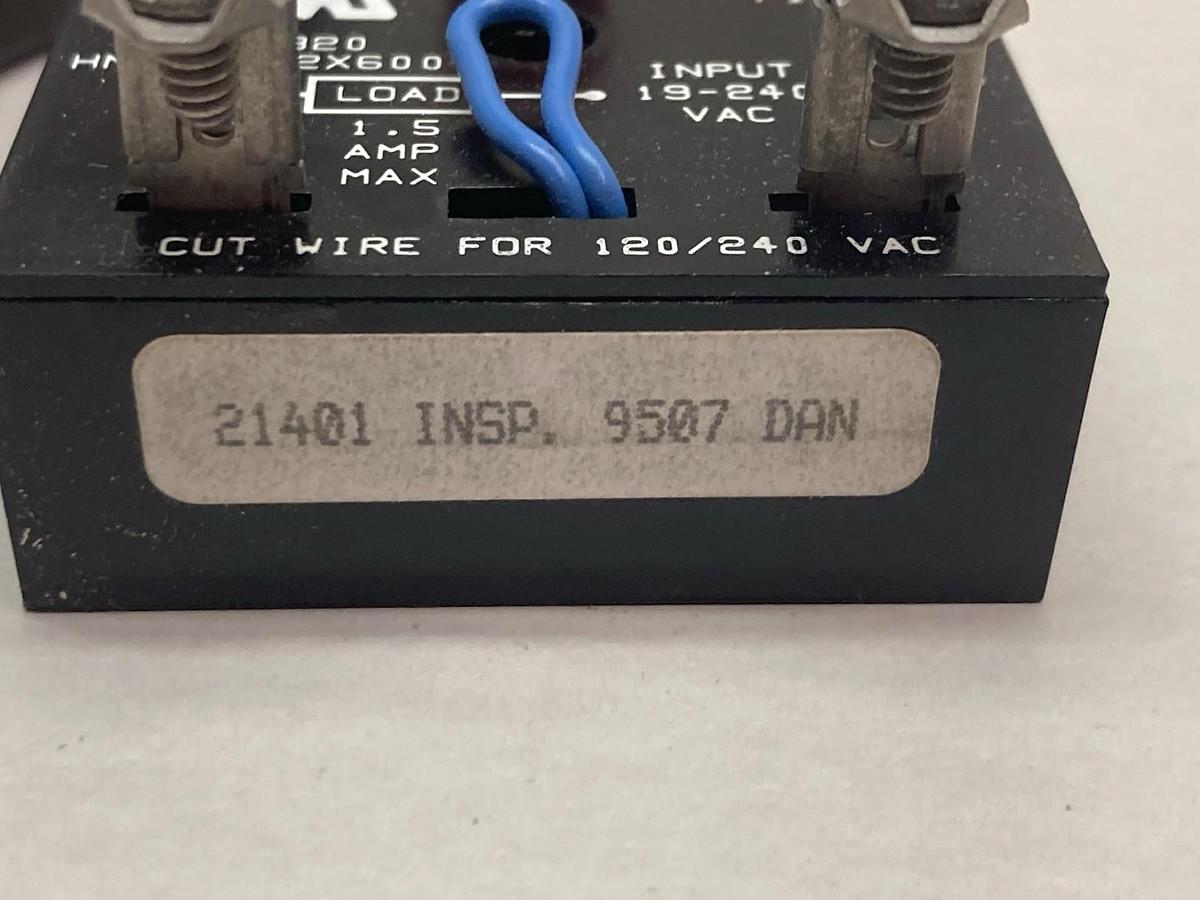 INPUT
LOAD
19-240
1.5
VAC
AMP
MAX
CUT WIRE FOR 120/240 VAC
21401 INSP. 9507 DAN